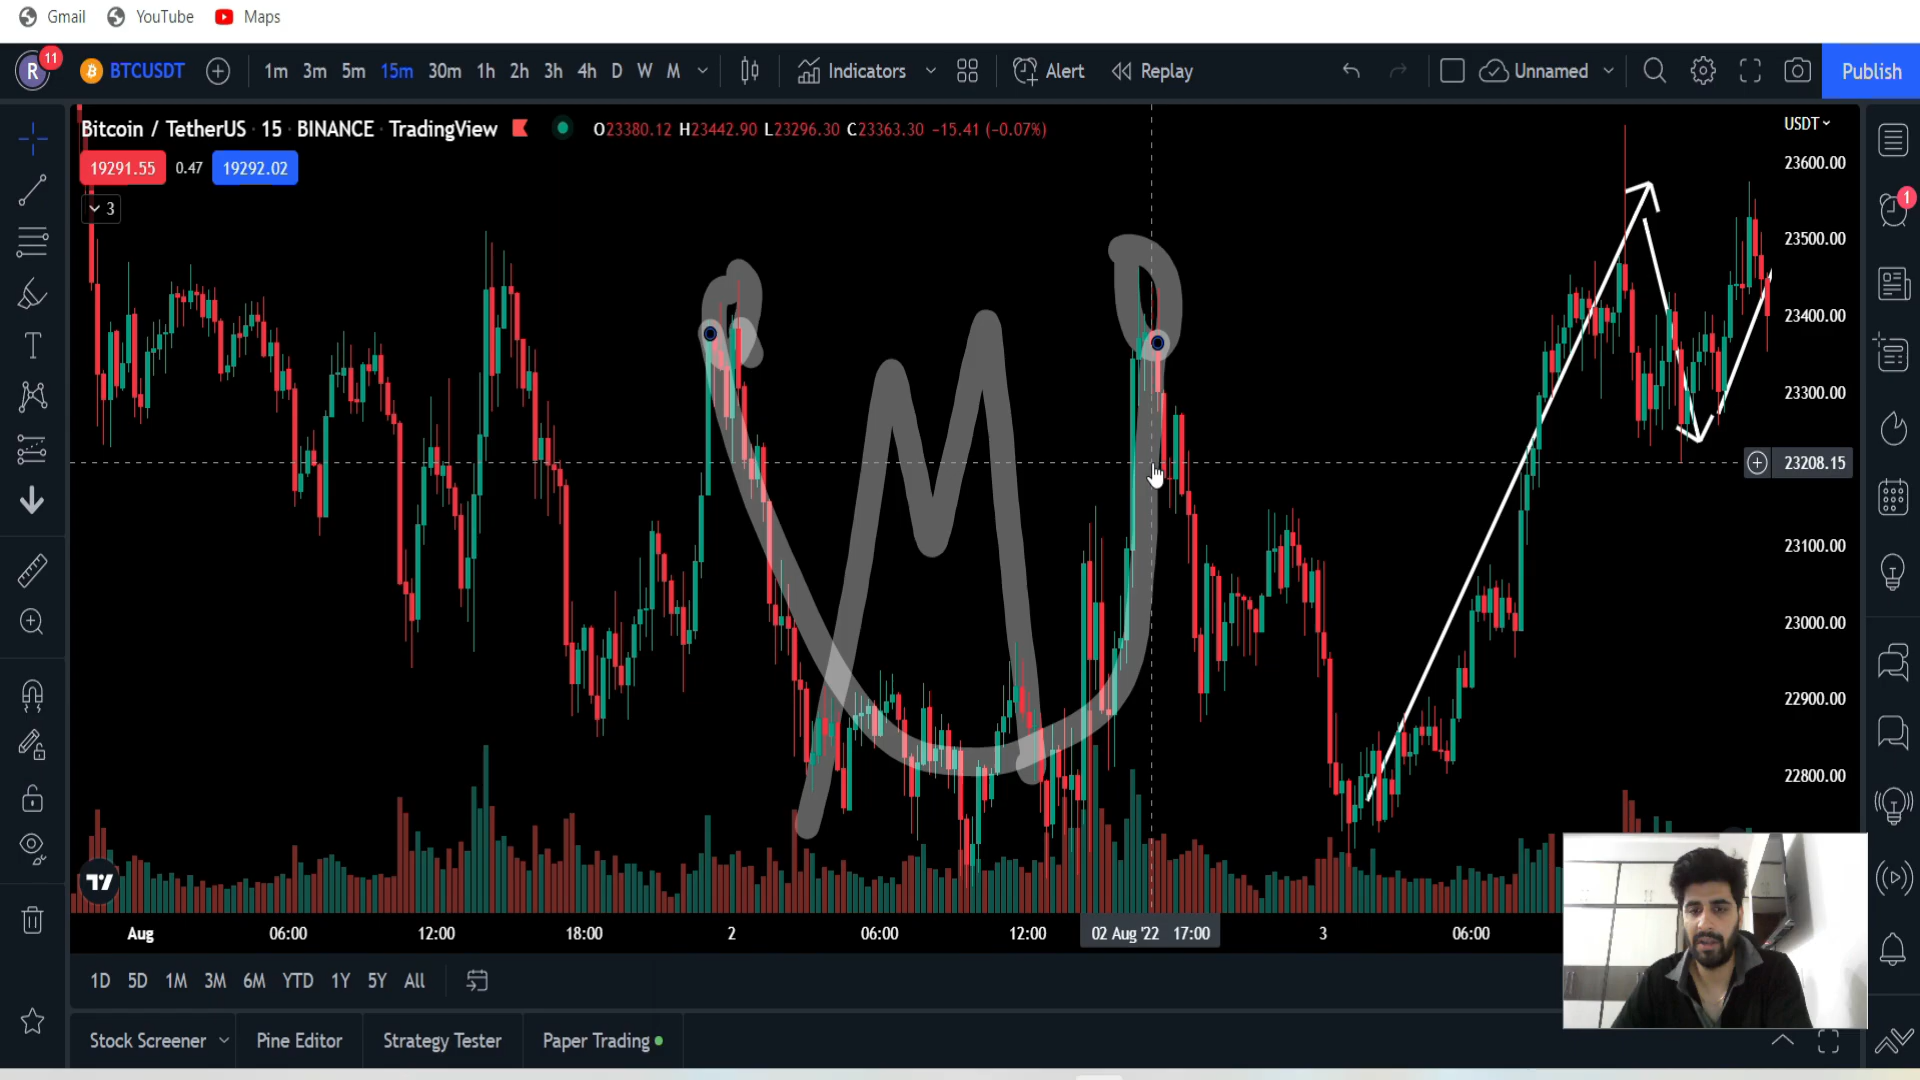 Gmail YouTube Maps
R 11 BTCUSDT 1m 3m 5m 15m 30m 1h 2h 3h 4h D W M Indicators Alert Replay Unnamed Publish
Bitcoin / TetherUS · 15 · BINANCE · TradingView O23380.12 H23442.90 L23296.30 C23363.30 −15.41 (−0.07%) USDT
19291.55 0.47 19292.02
3
23600.00
1
23500.00
23400.00
23300.00
23208.15
23100.00
23000.00
22900.00
22800.00
M
Aug 06:00 12:00 18:00 2 06:00 12:00 02 Aug '22 17:00 3 06:00
1D 5D 1M 3M 6M YTD 1Y 5Y All
Stock Screener Pine Editor Strategy Tester Paper Trading